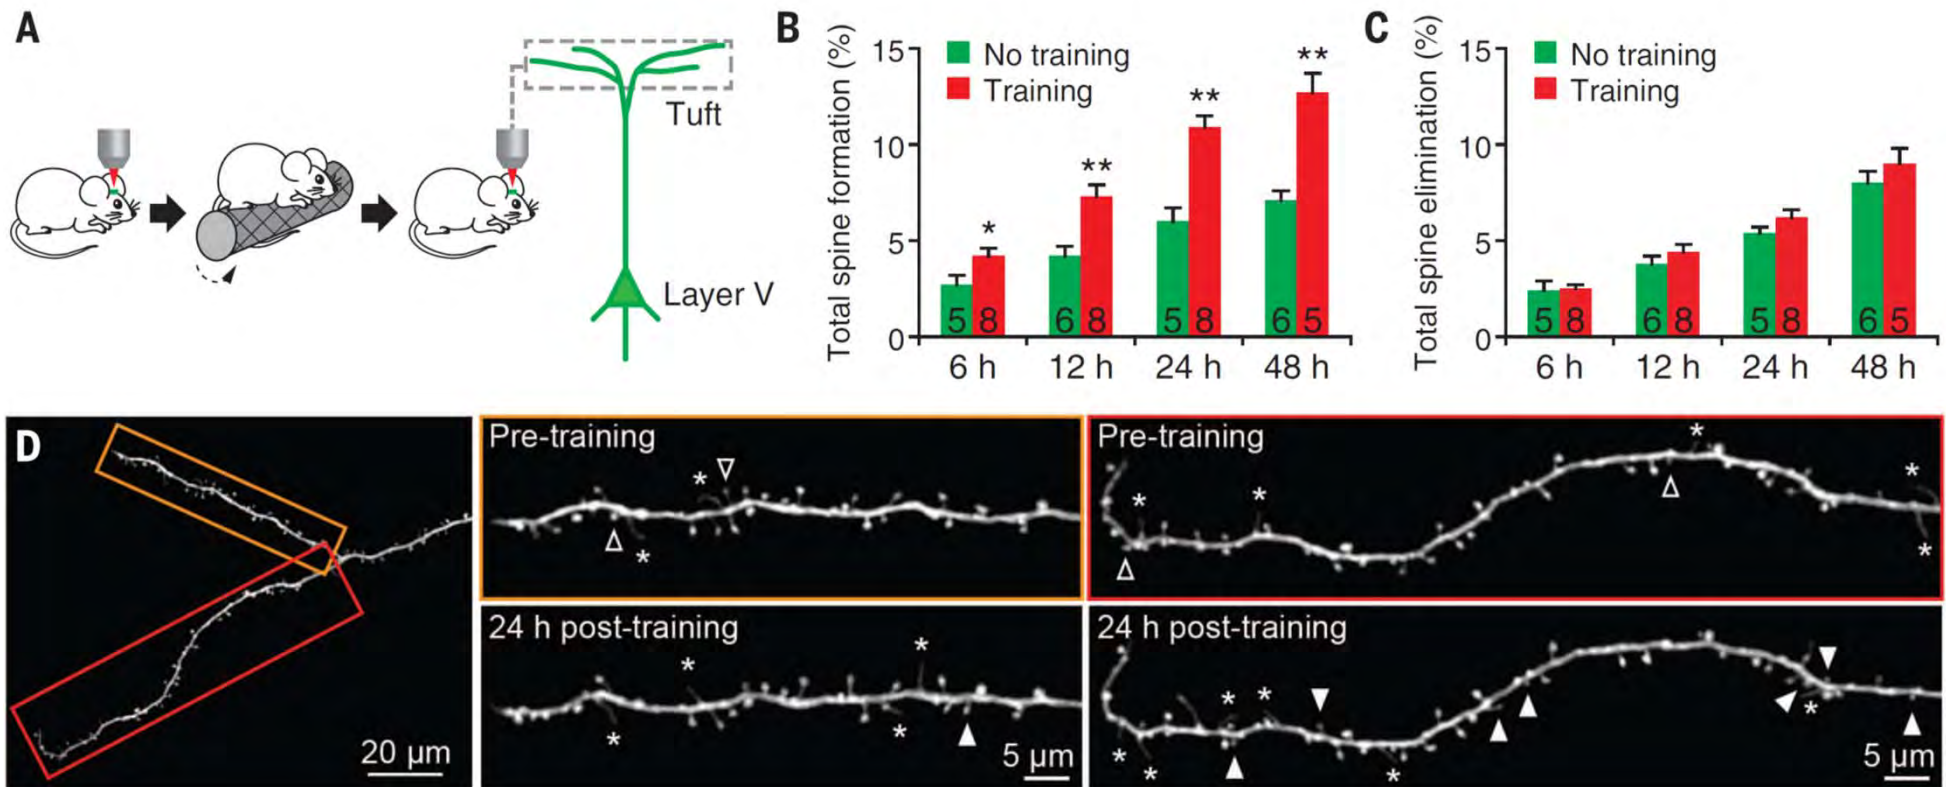 A
Tuft
Layer V
B
Total spine formation (%)
15
10
5
0
No training
Training
*
**
**
**
5 8
6 8
5 8
6 5
6 h
12 h
24 h
48 h
C
Total spine elimination (%)
15
10
5
0
No training
Training
5 8
6 8
5 8
6 5
6 h
12 h
24 h
48 h
D
20 μm
Pre-training
*
*
Pre-training
*
*
*
*
*
24 h post-training
*
*
*
*
5 μm
24 h post-training
*
*
*
*
*
*
5 μm